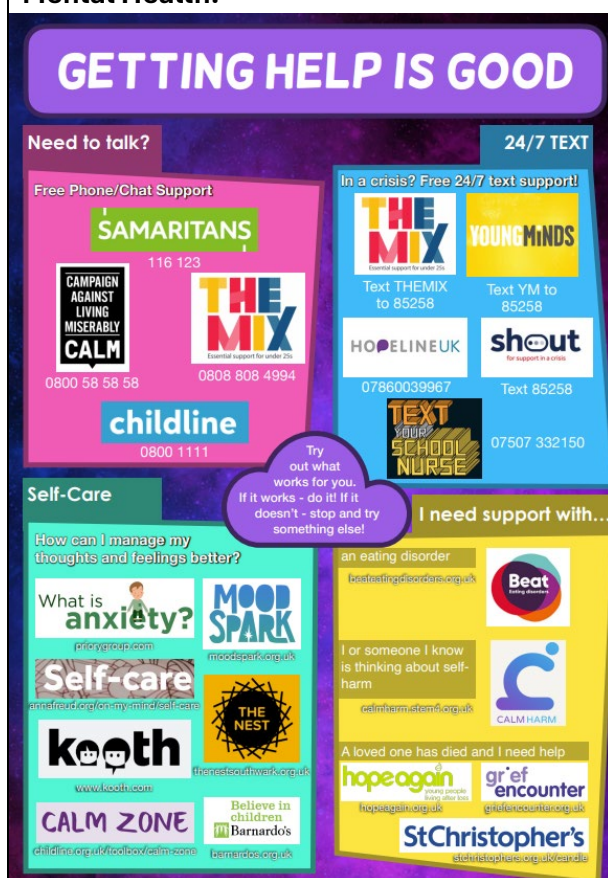 Mental Health:
GETTING HELP IS GOOD
Need to talk?
Free Phone/Chat Support
SAMARITANS
116 123
CAMPAIGN
AGAINST
LIVING
MISERABLY
CALM
0800 58 58 58
THE
MIX
Essential support for under 25s
0808 808 4994
childline
0800 1111
24/7 TEXT
In a crisis? Free 24/7 text support!
THE
MIX
Essential support for under 25s
Text THEMIX
to 85258
YOUNGMINDS
Text YM to
85258
HOPELINEUK
07860039967
shout
for support in a crisis
Text 85258
TEXT
YOUR
SCHOOL
NURSE
07507 332150
Try
out what
works for you.
If it works - do it! If it
doesn't - stop and try
something else!
Self-Care
How can I manage my
thoughts and feelings better?
What is
anxiety?
priorygroup.com
MOOD
SPARK
moodspark.org.uk
Self-care
annafreud.org/on-my-mind/self-care
THE
NEST
thenestsouthwark.org.uk
kooth
www.kooth.com
CALM ZONE
childline.org.uk/toolbox/calm-zone
Believe in
children
Barnardo's
barnardos.org.uk
I need support with...
an eating disorder
beateatingdisorders.org.uk
Beat
Eating disorders
I or someone I know
is thinking about self-
harm
calmharm.stem4.org.uk
CALM HARM
A loved one has died and I need help
hopeagain
young people
living after loss
hopeagain.org.uk
grief
encounter
griefencounter.org.uk
StChristopher's
stchristophers.org.uk/candle